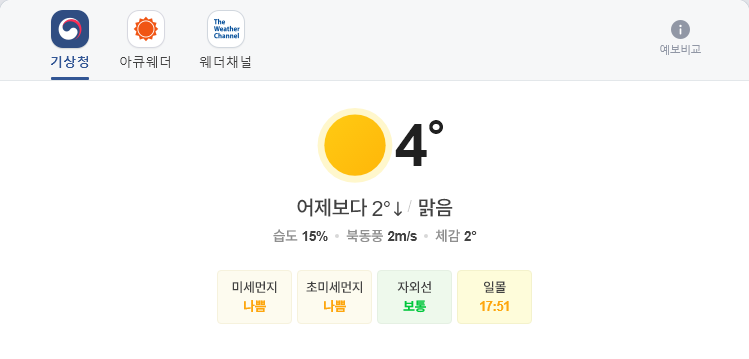 The
Weather
Channel
기상청 아큐웨더 웨더채널 예보비교
4°
어제보다 2°↓ / 맑음
습도 15% • 북동풍 2m/s • 체감 2°
미세먼지 초미세먼지 자외선 일몰
나쁨 나쁨 보통 17:51